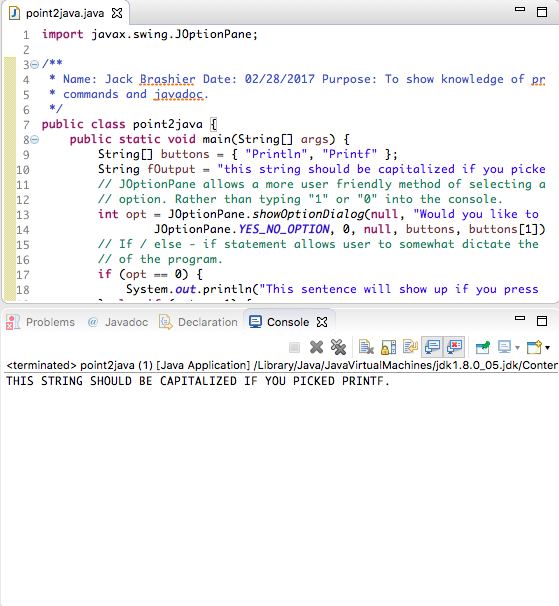 point2java.java
1 import javax.swing.JOptionPane;
2
3 /**
4  * Name: Jack Brashier Date: 02/28/2017 Purpose: To show knowledge of pr
5  * commands and javadoc.
6  */
7 public class point2java {
8     public static void main(String[] args) {
9         String[] buttons = { "Println", "Printf" };
10         String fOutput = "this string should be capitalized if you picke
11         // JOptionPane allows a more user friendly method of selecting a
12         // option. Rather than typing "1" or "0" into the console.
13         int opt = JOptionPane.showOptionDialog(null, "Would you like to
14                 JOptionPane.YES_NO_OPTION, 0, null, buttons, buttons[1])
15         // If / else - if statement allows user to somewhat dictate the
16         // of the program.
17         if (opt == 0) {
18             System.out.println("This sentence will show up if you press
Problems @ Javadoc Declaration Console
<terminated> point2java (1) [Java Application] /Library/Java/JavaVirtualMachines/jdk1.8.0_05.jdk/Conten
THIS STRING SHOULD BE CAPITALIZED IF YOU PICKED PRINTF.